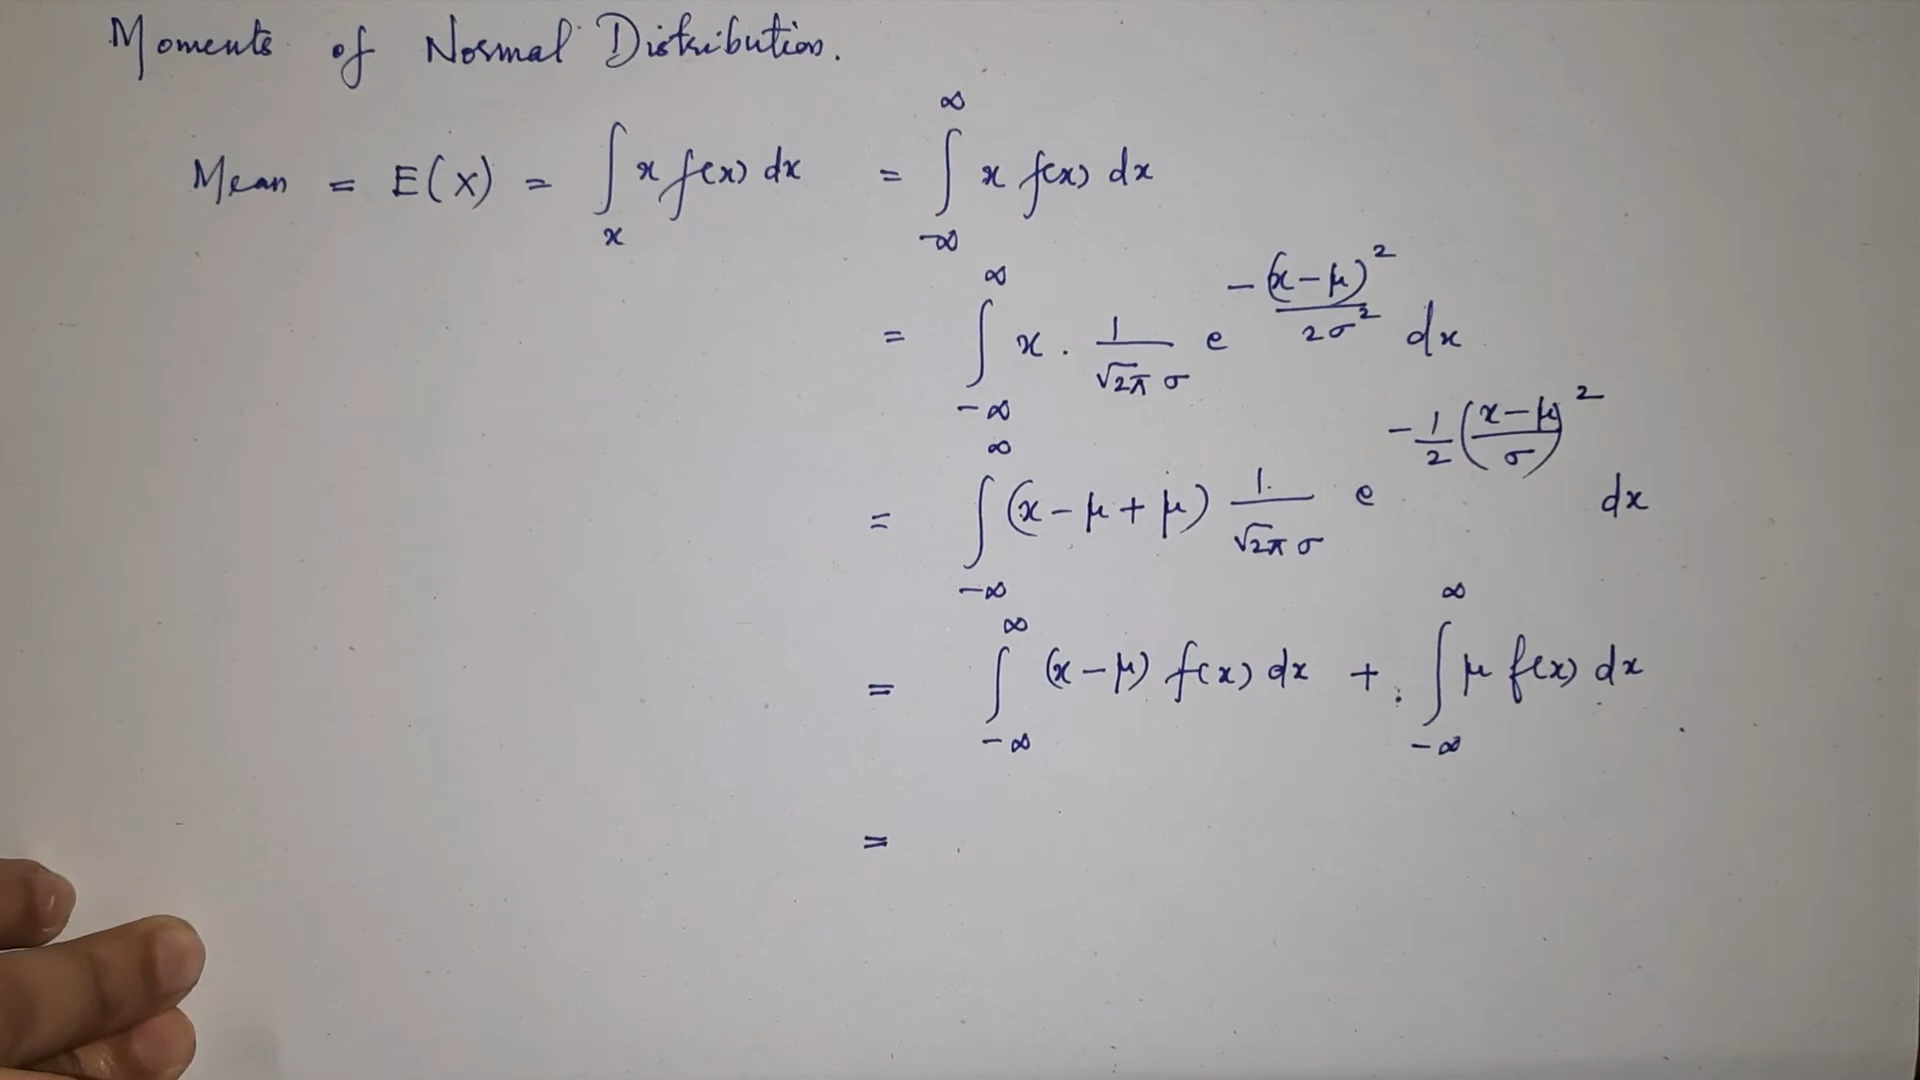 Moments of Normal Distribution.
Mean = E(X) = ∫_x x f(x) dx = ∫_{-∞}^{∞} x f(x) dx
= ∫_{-∞}^{∞} x · 1/(√2π σ) e^{-(x-μ)²/2σ²} dx
= ∫_{-∞}^{∞} (x-μ+μ) 1/(√2π σ) e^{-1/2 ((x-μ)/σ)²} dx
= ∫_{-∞}^{∞} (x-μ) f(x) dx + ∫_{-∞}^{∞} μ f(x) dx
=